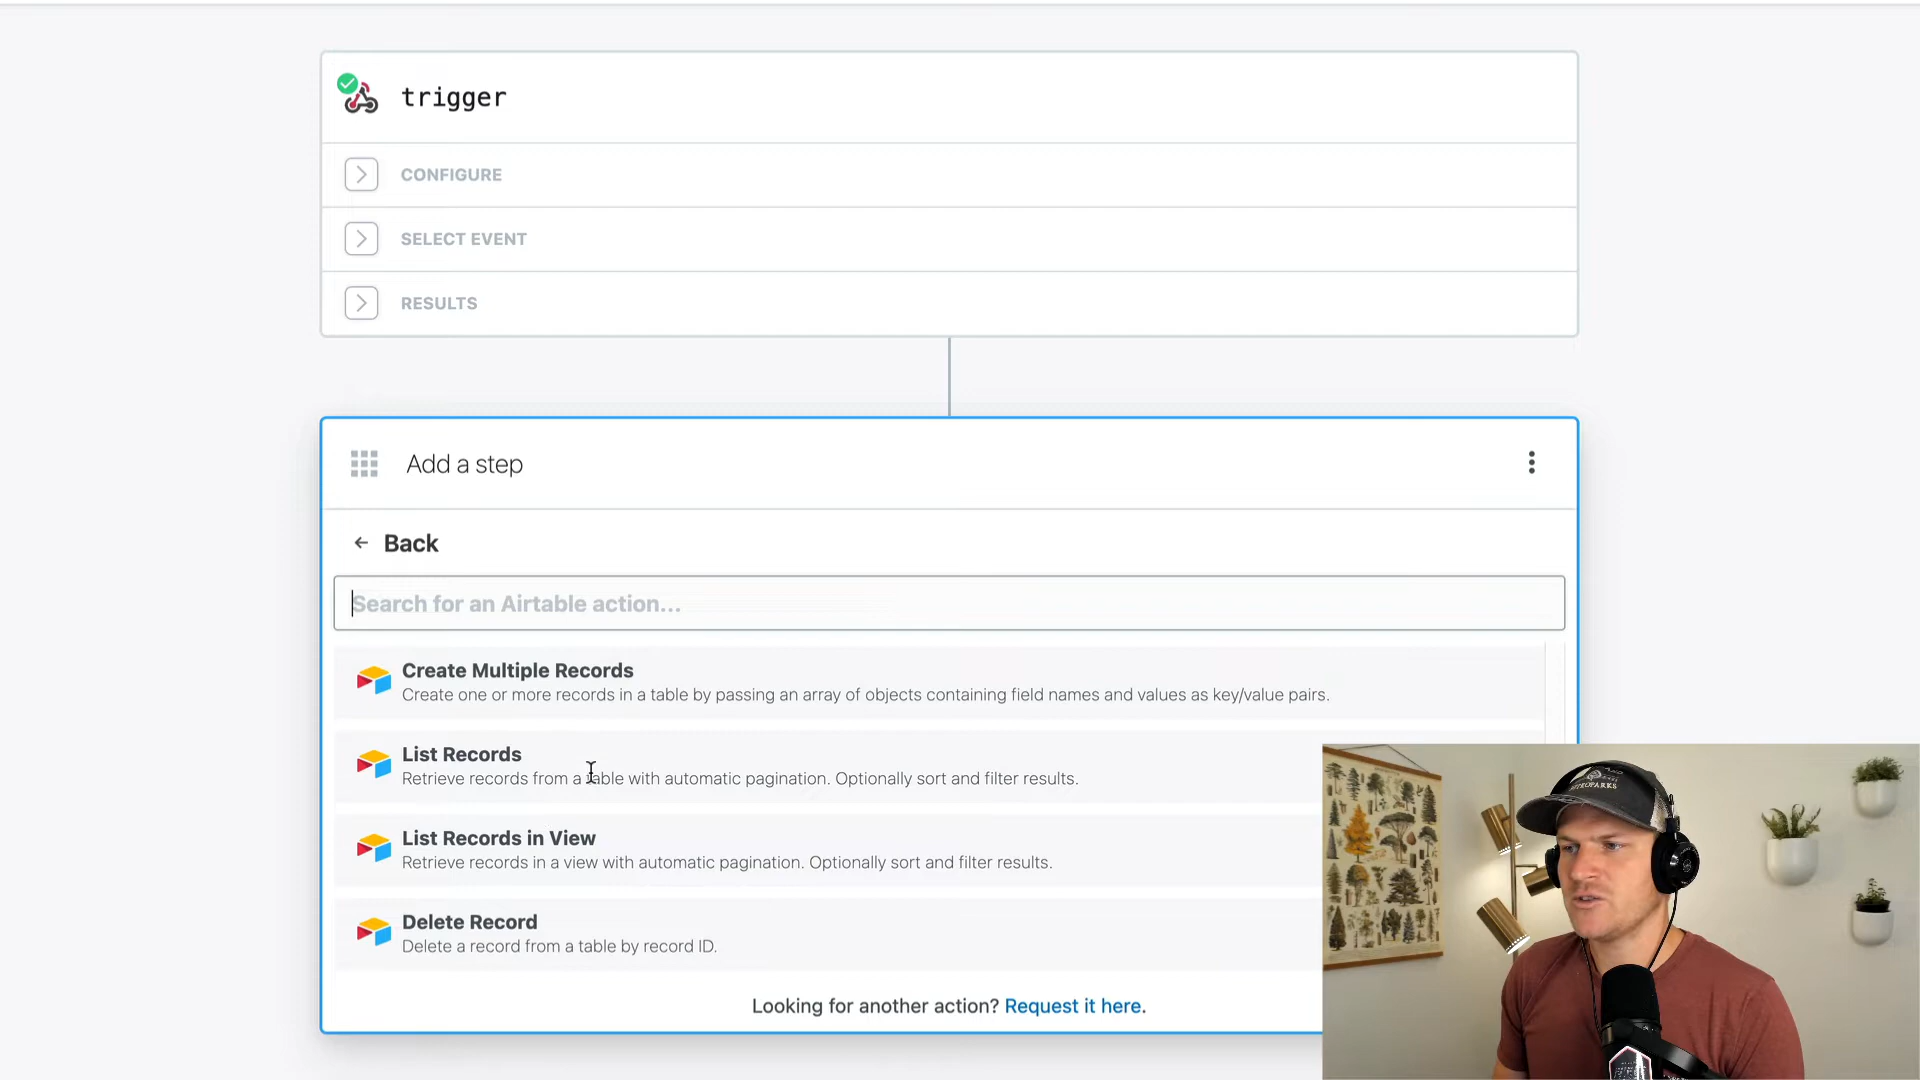 trigger
CONFIGURE
SELECT EVENT
RESULTS
Add a step
Back
Search for an Airtable action...
Create Multiple Records
Create one or more records in a table by passing an array of objects containing field names and values as key/value pairs.
List Records
Retrieve records from a table with automatic pagination. Optionally sort and filter results.
List Records in View
Retrieve records in a view with automatic pagination. Optionally sort and filter results.
Delete Record
Delete a record from a table by record ID.
Looking for another action? Request it here.